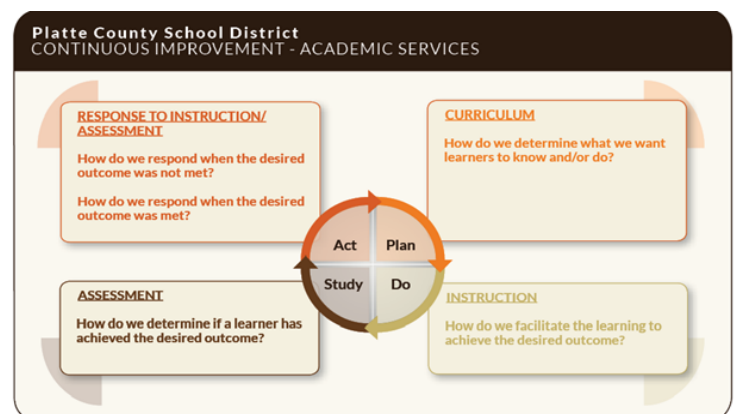 Platte County School District
CONTINUOUS IMPROVEMENT - ACADEMIC SERVICES
RESPONSE TO INSTRUCTION/
ASSESSMENT
How do we respond when the desired
outcome was not met?
How do we respond when the desired
outcome was met?
CURRICULUM
How do we determine what we want
learners to know and/or do?
Act
Plan
Study
Do
ASSESSMENT
How do we determine if a learner has
achieved the desired outcome?
INSTRUCTION
How do we facilitate the learning to
achieve the desired outcome?